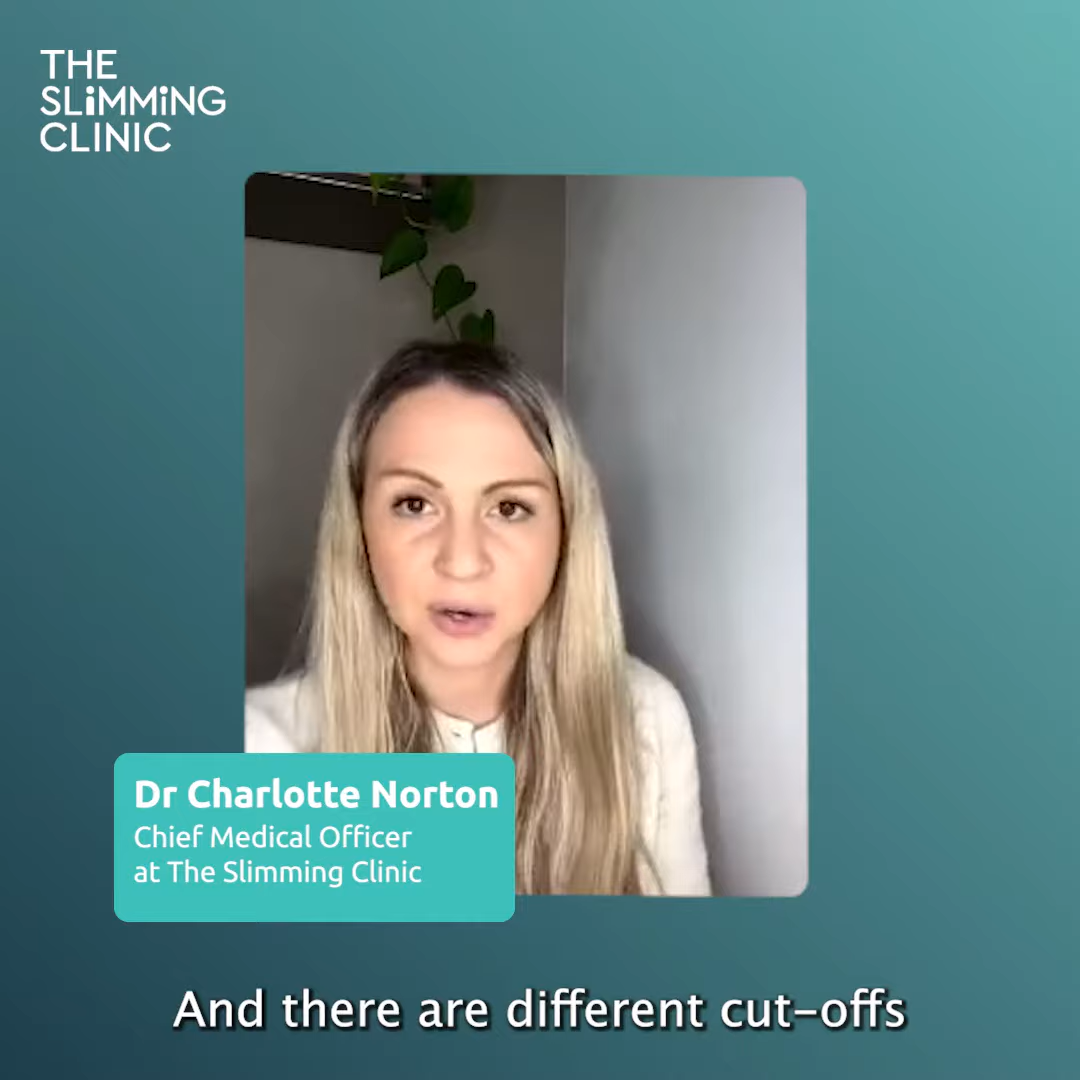 THE
SLiMMiNG
CLINIC
Dr Charlotte Norton
Chief Medical Officer
at The Slimming Clinic
And there are different cut-offs